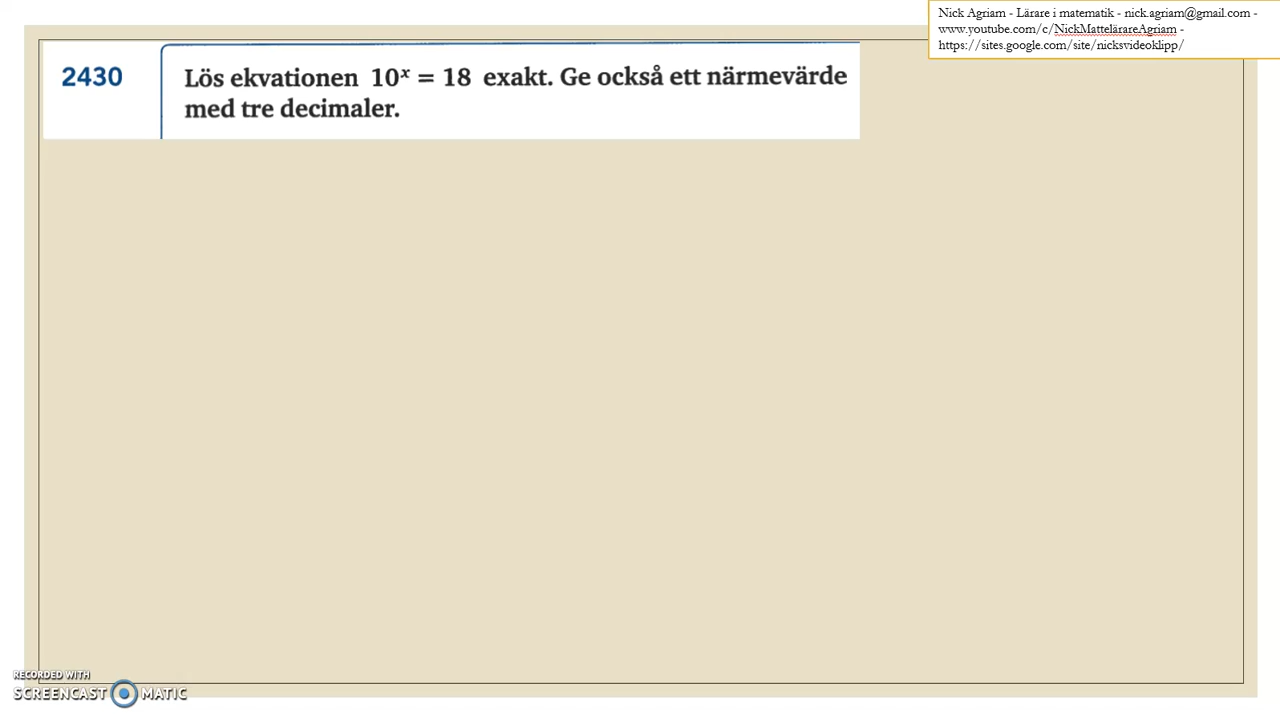 Nick Agriam - Lärare i matematik - nick.agriam@gmail.com -
www.youtube.com/c/NickMattelärareAgriam -
https://sites.google.com/site/nicksvideoklipp/
2430 Lös ekvationen 10ˣ = 18 exakt. Ge också ett närmevärde
med tre decimaler.
RECORDED WITH
SCREENCAST MATIC